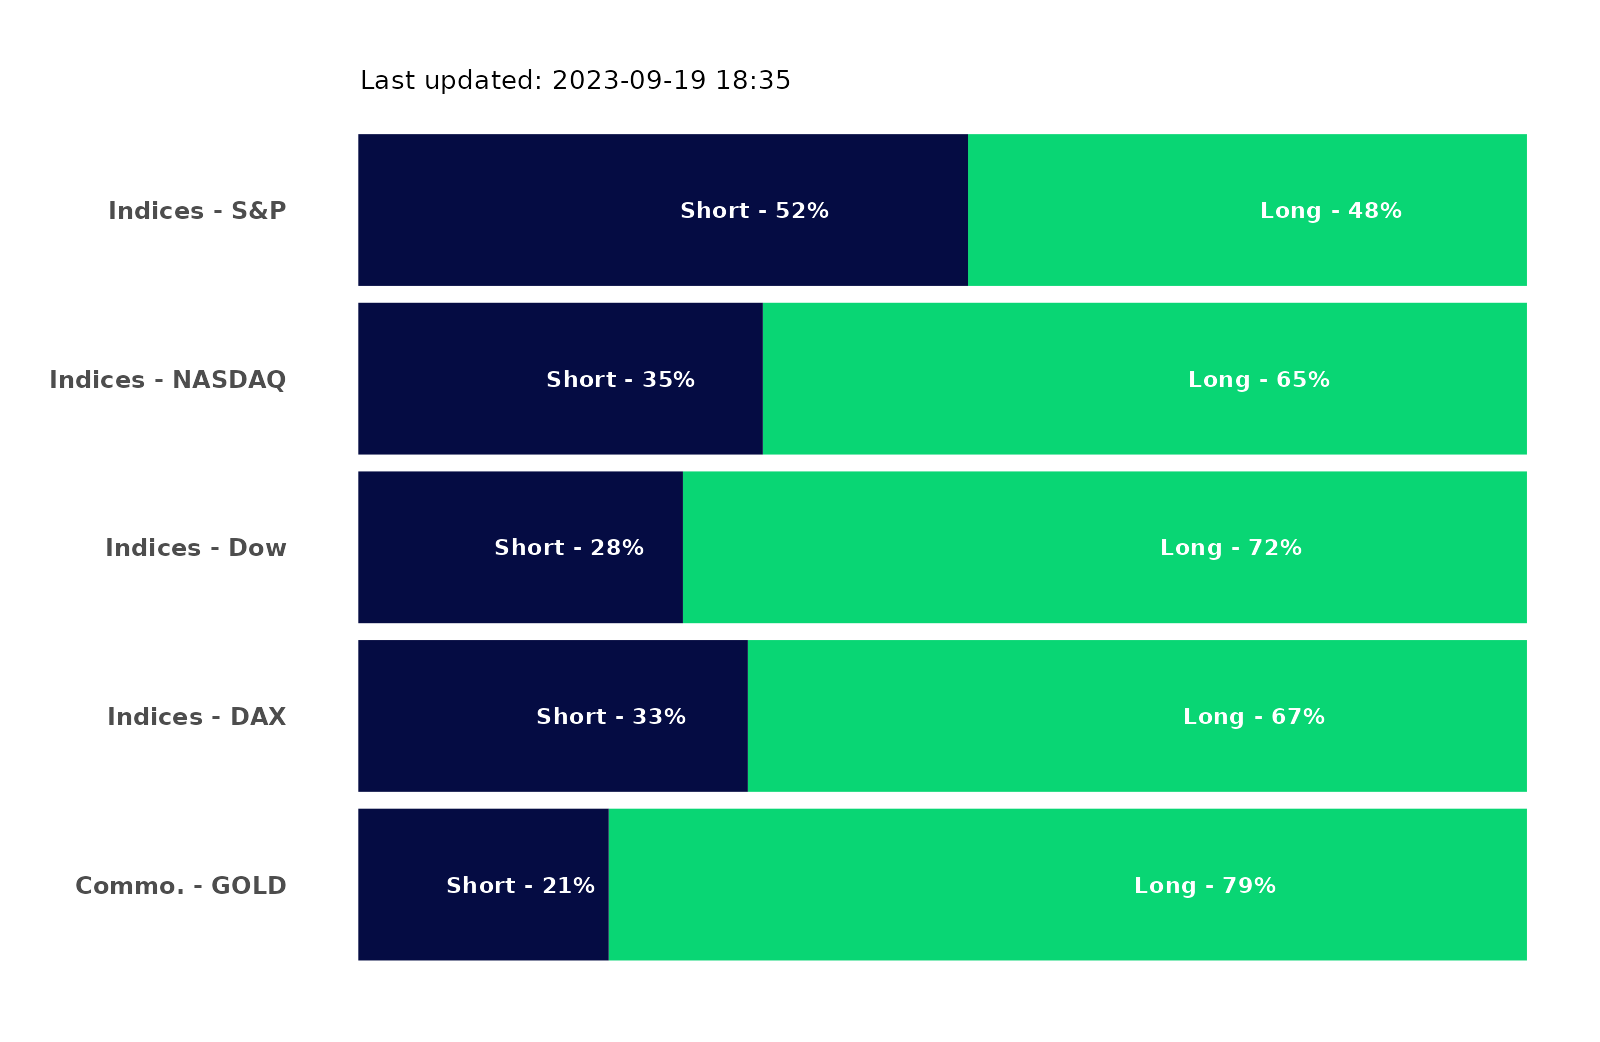 Last updated: 2023-09-19 18:35
Indices - S&P
Short - 52%
Long - 48%
Indices - NASDAQ
Short - 35%
Long - 65%
Indices - Dow
Short - 28%
Long - 72%
Indices - DAX
Short - 33%
Long - 67%
Commo. - GOLD
Short - 21%
Long - 79%